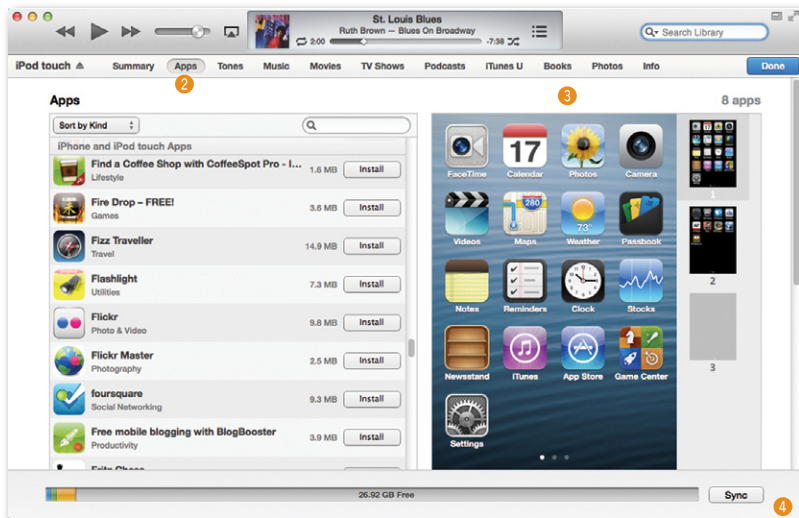 St. Louis Blues
Ruth Brown — Blues On Broadway
2:00
-7:38
Search Library
iPod touch
Summary
Apps
Tones
Music
Movies
TV Shows
Podcasts
iTunes U
Books
Photos
Info
Done
2
3
Apps
8 apps
Sort by Kind
iPhone and iPod touch Apps
Find a Coffee Shop with CoffeeSpot Pro - I...
Lifestyle
1.6 MB
Install
Fire Drop – FREE!
Games
3.6 MB
Install
Fizz Traveller
Travel
14.9 MB
Install
Flashlight
Utilities
7.3 MB
Install
Flickr
Photo & Video
9.8 MB
Install
Flickr Master
Photography
2.5 MB
Install
foursquare
Social Networking
9.3 MB
Install
Free mobile blogging with BlogBooster
Productivity
3.9 MB
Install
17
FaceTime
Calendar
Photos
Camera
280
73°
Videos
Maps
Weather
Passbook
Notes
Reminders
Clock
Stocks
Newsstand
iTunes
App Store
Game Center
Settings
1
2
3
26.92 GB Free
Sync
4